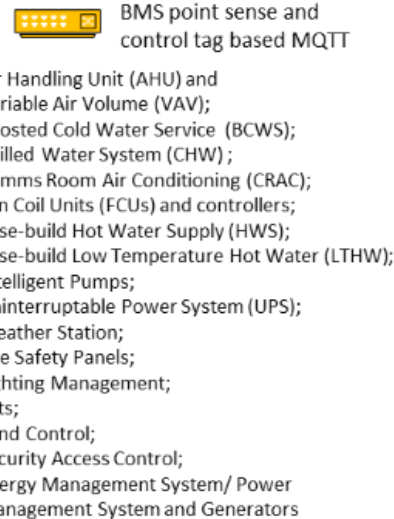 BMS point sense and
control tag based MQTT
r Handling Unit (AHU) and
riable Air Volume (VAV);
osted Cold Water Service (BCWS);
illed Water System (CHW) ;
mms Room Air Conditioning (CRAC);
n Coil Units (FCUs) and controllers;
se-build Hot Water Supply (HWS);
se-build Low Temperature Hot Water (LTHW);
telligent Pumps;
interruptable Power System (UPS);
eather Station;
e Safety Panels;
ghting Management;
ts;
nd Control;
curity Access Control;
ergy Management System/ Power
anagement System and Generators